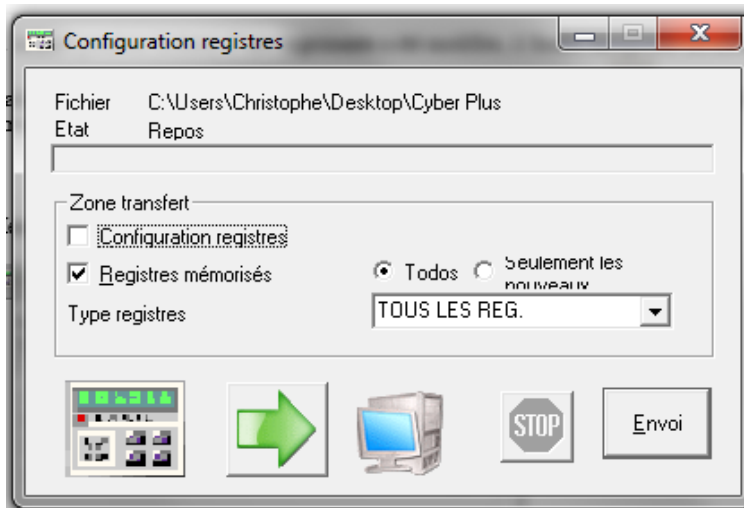 Configuration registres
Fichier C:\Users\Christophe\Desktop\Cyber Plus
Etat Repos
Zone transfert
Configuration registres
Registres mémorisés
Todos
Seulement les
nouveaux
Type registres
TOUS LES REG.
STOP
Envoi